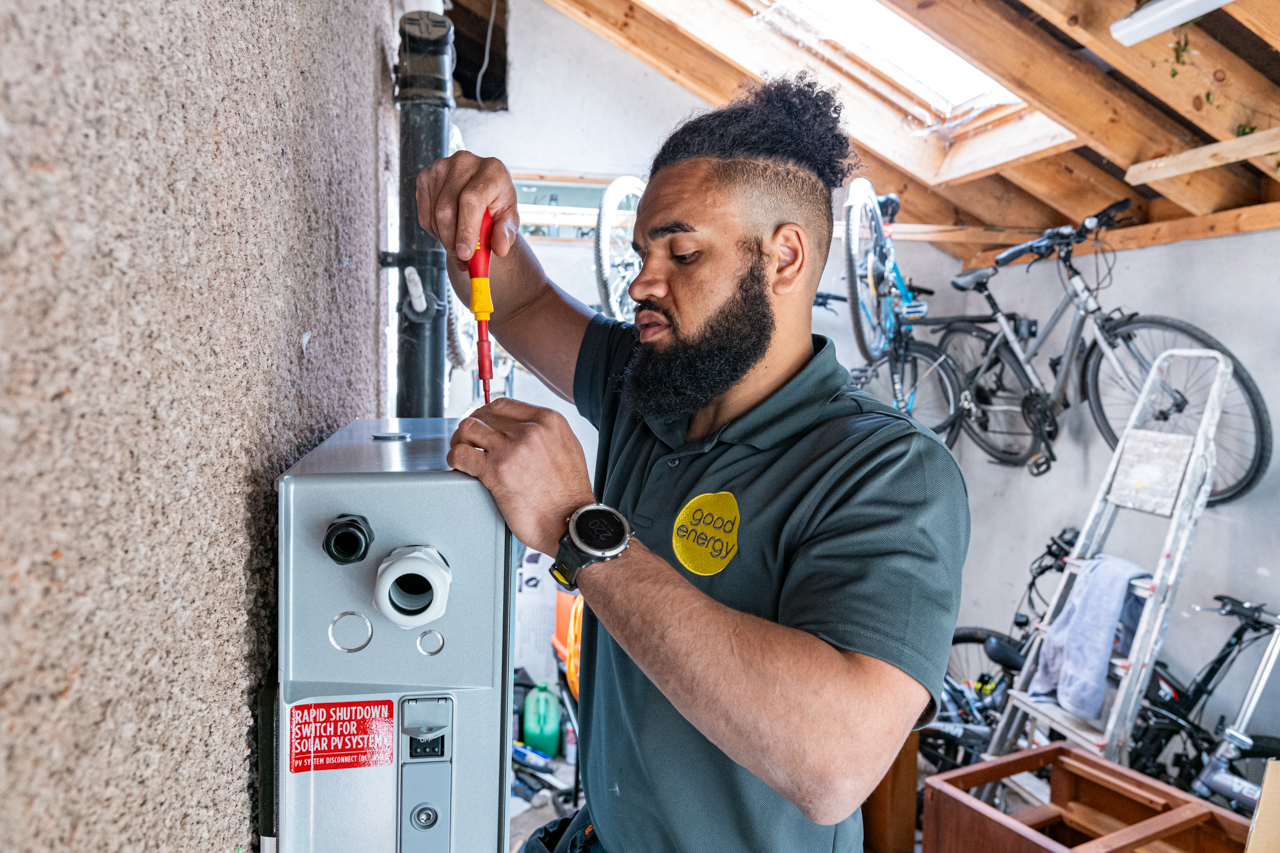 good
energy
RAPID SHUTDOWN
SWITCH FOR
SOLAR PV SYSTEM